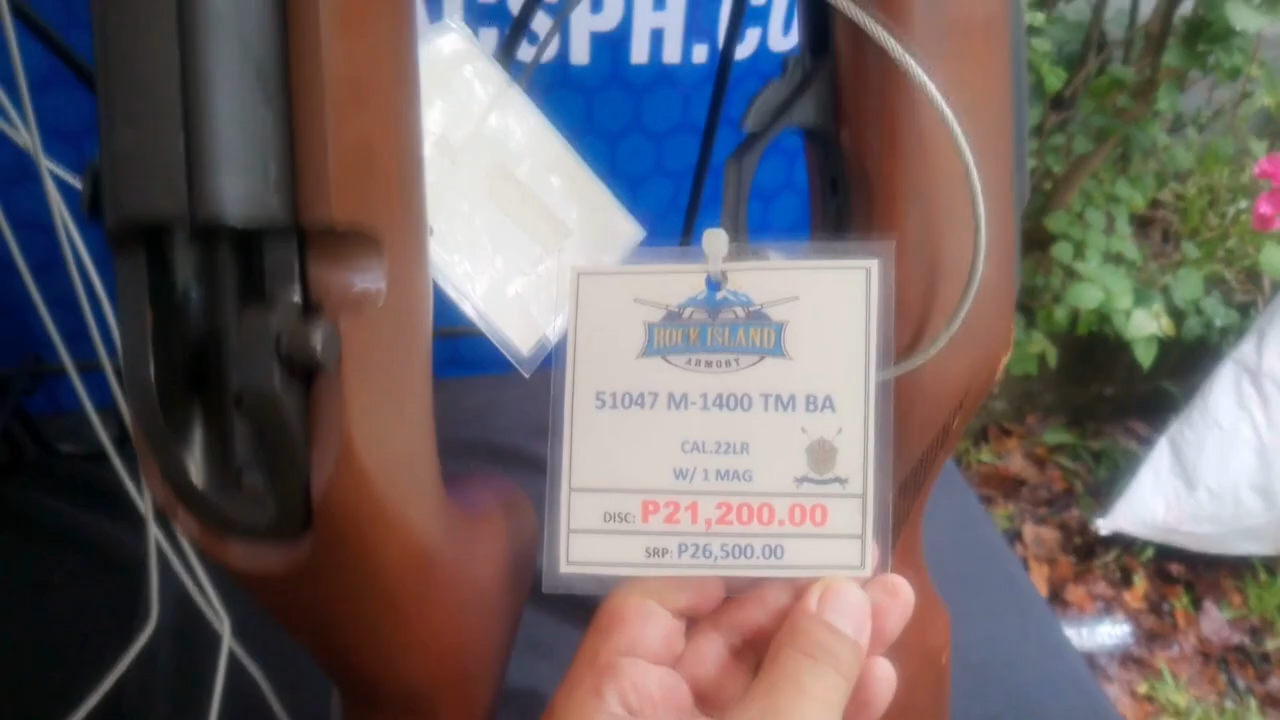 CSPH.CO
ROCK ISLAND
ARMORY
51047 M-1400 TM BA
CAL.22LR
W/ 1 MAG
DISC: P21,200.00
SRP: P26,500.00